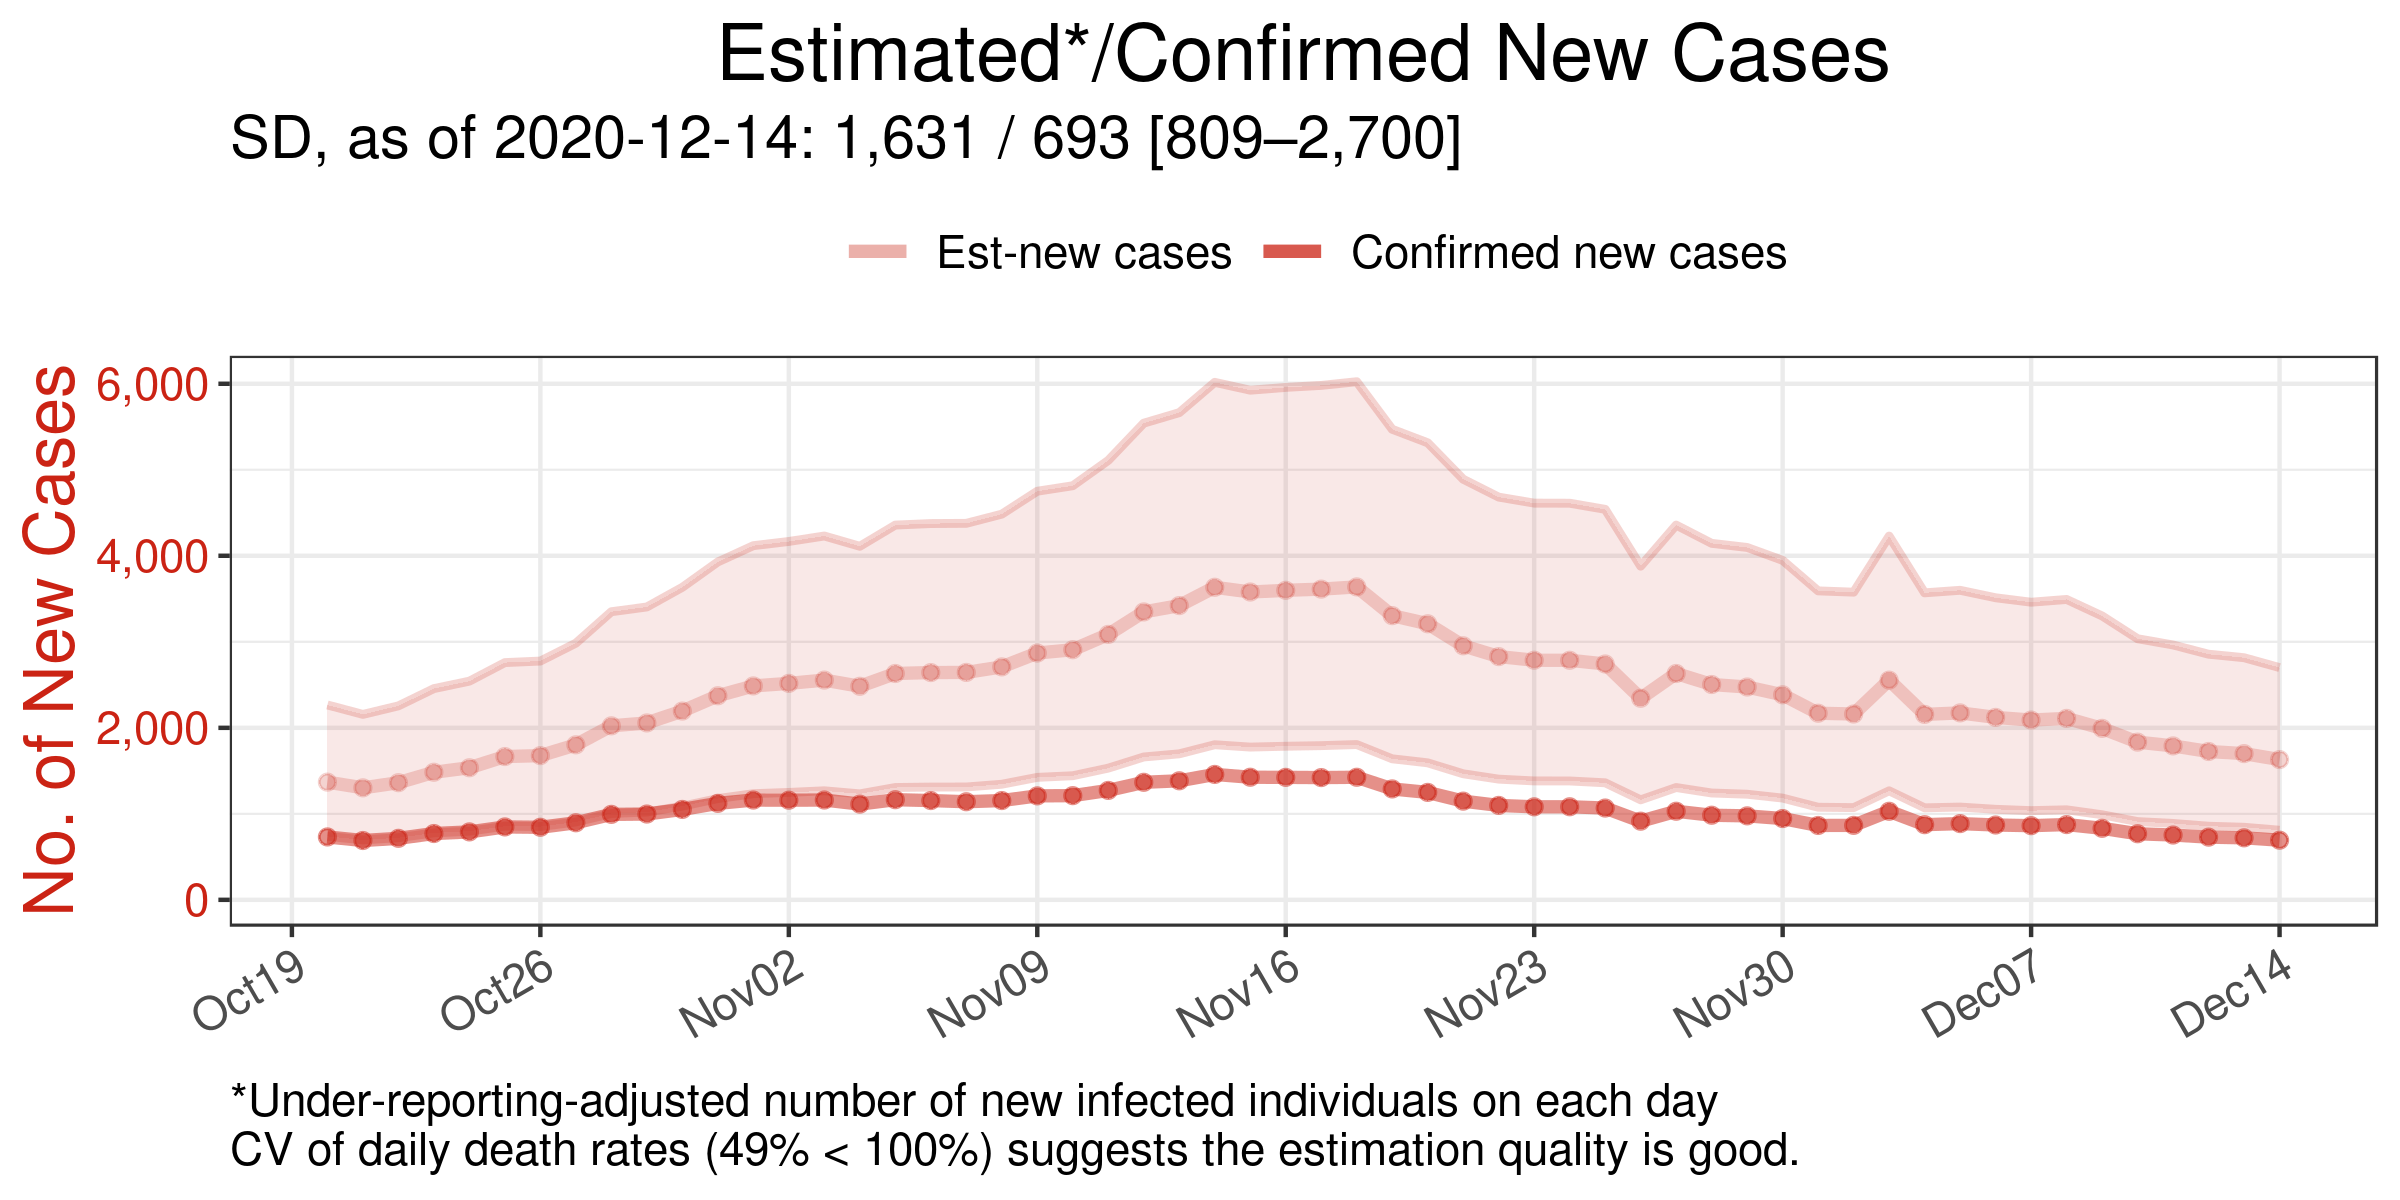 Estimated*/Confirmed New Cases
SD, as of 2020-12-14: 1,631 / 693 [809–2,700]
Est-new cases
Confirmed new cases
No. of New Cases
6,000
4,000
2,000
0
Oct19
Oct26
Nov02
Nov09
Nov16
Nov23
Nov30
Dec07
Dec14
*Under-reporting-adjusted number of new infected individuals on each day
CV of daily death rates (49% < 100%) suggests the estimation quality is good.